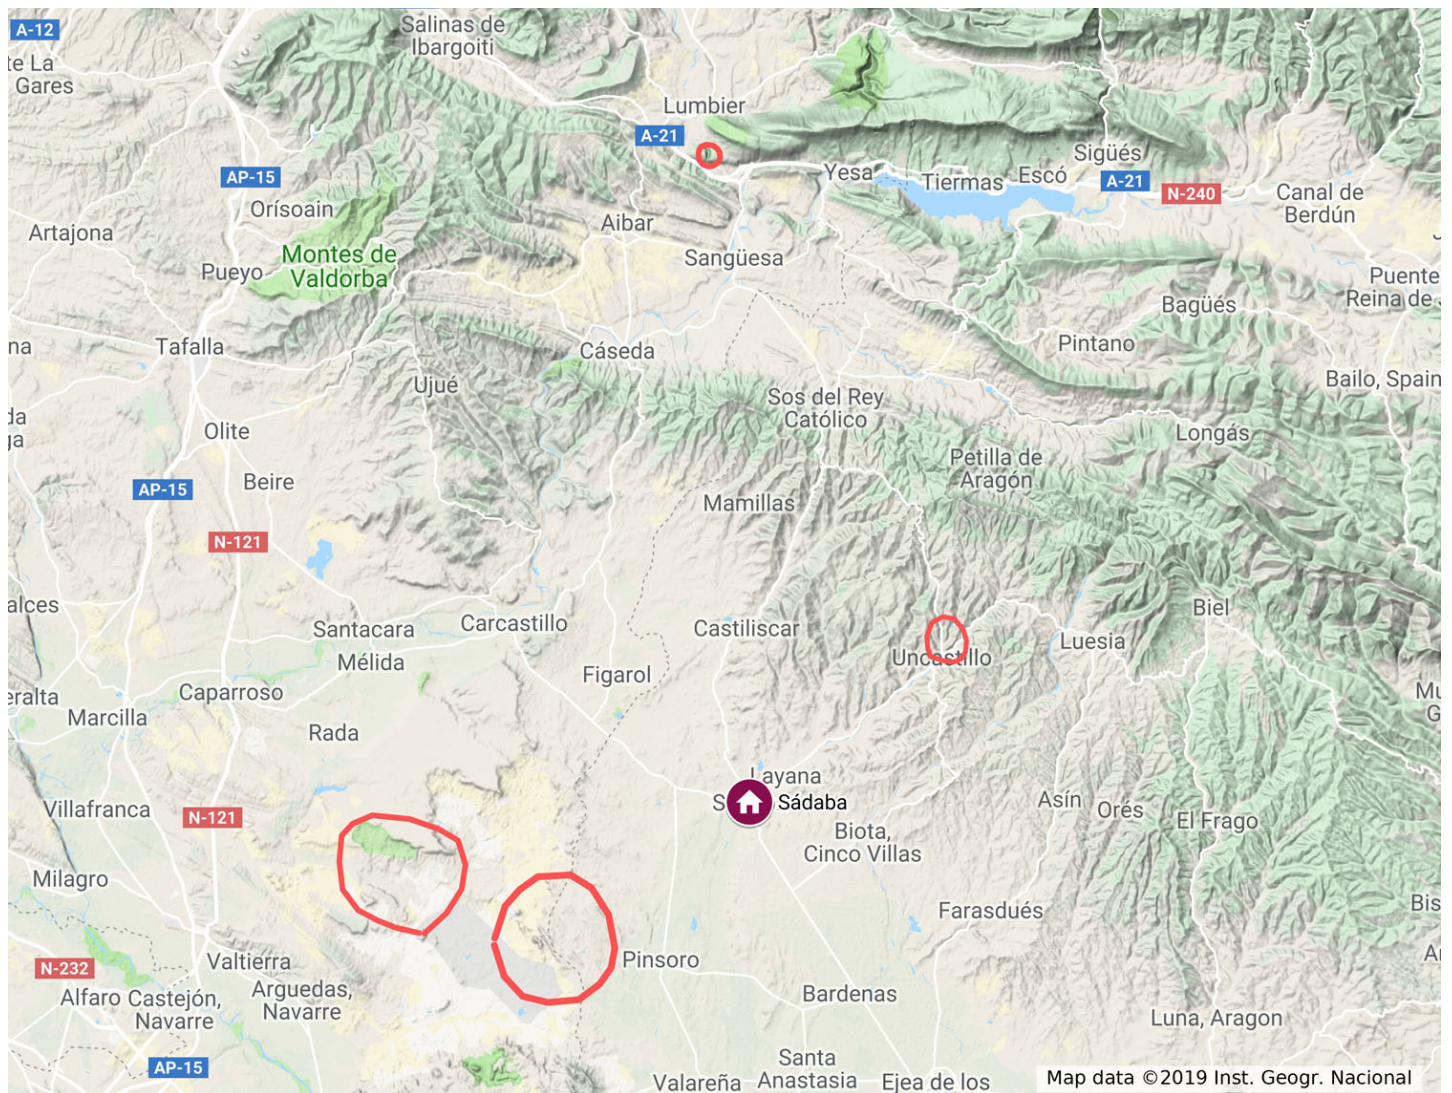 A-12
Salinas de
Ibargoiti
te La
Gares
Lumbier
A-21
Sigüés
Yesa
Tiermas
Escó
A-21
N-240
Canal de
Berdún
AP-15
Orísoain
Artajona
Aibar
Montes de
Valdorba
Pueyo
Sangüesa
Puente
Reina de J
Bagüés
na
Tafalla
Cáseda
Pintano
Ujué
Bailo, Spain
Sos del Rey
Católico
da
ga
Olite
Longás
Beire
Petilla de
Aragón
AP-15
Mamillas
N-121
alces
Biel
Santacara
Carcastillo
Castiliscar
Luesia
Mélida
Uncastillo
Figarol
eralta
Caparroso
Mu
G
Marcilla
Rada
Layana
Villafranca
N-121
S
Sádaba
Asín
Orés
El Frago
Biota,
Cinco Villas
Milagro
Farasdués
Bis
Valtierra
Pinsoro
N-232
Alfaro
Castejón,
Navarre
Arguedas,
Navarre
Bardenas
Luna, Aragon
AP-15
Santa
Anastasia
Valareña
Ejea de los
Map data ©2019 Inst. Geogr. Nacional